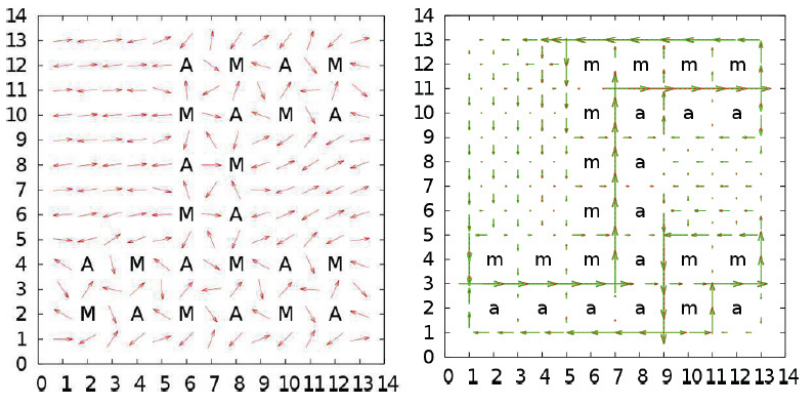 14
13
12 A M A M
11
10 M A M A
9
8 A M
7
6 M A
5
4 A M A M A M
3
2 M A M A M A
1
0
0 1 2 3 4 5 6 7 8 9 10 11 12 13 14
14
13
12 m m m m
11
10 m a a a
9
8 m a
7
6 m a
5
4 m m m a m m
3
2 a a a a m a
1
0
0 1 2 3 4 5 6 7 8 9 10 11 12 13 14